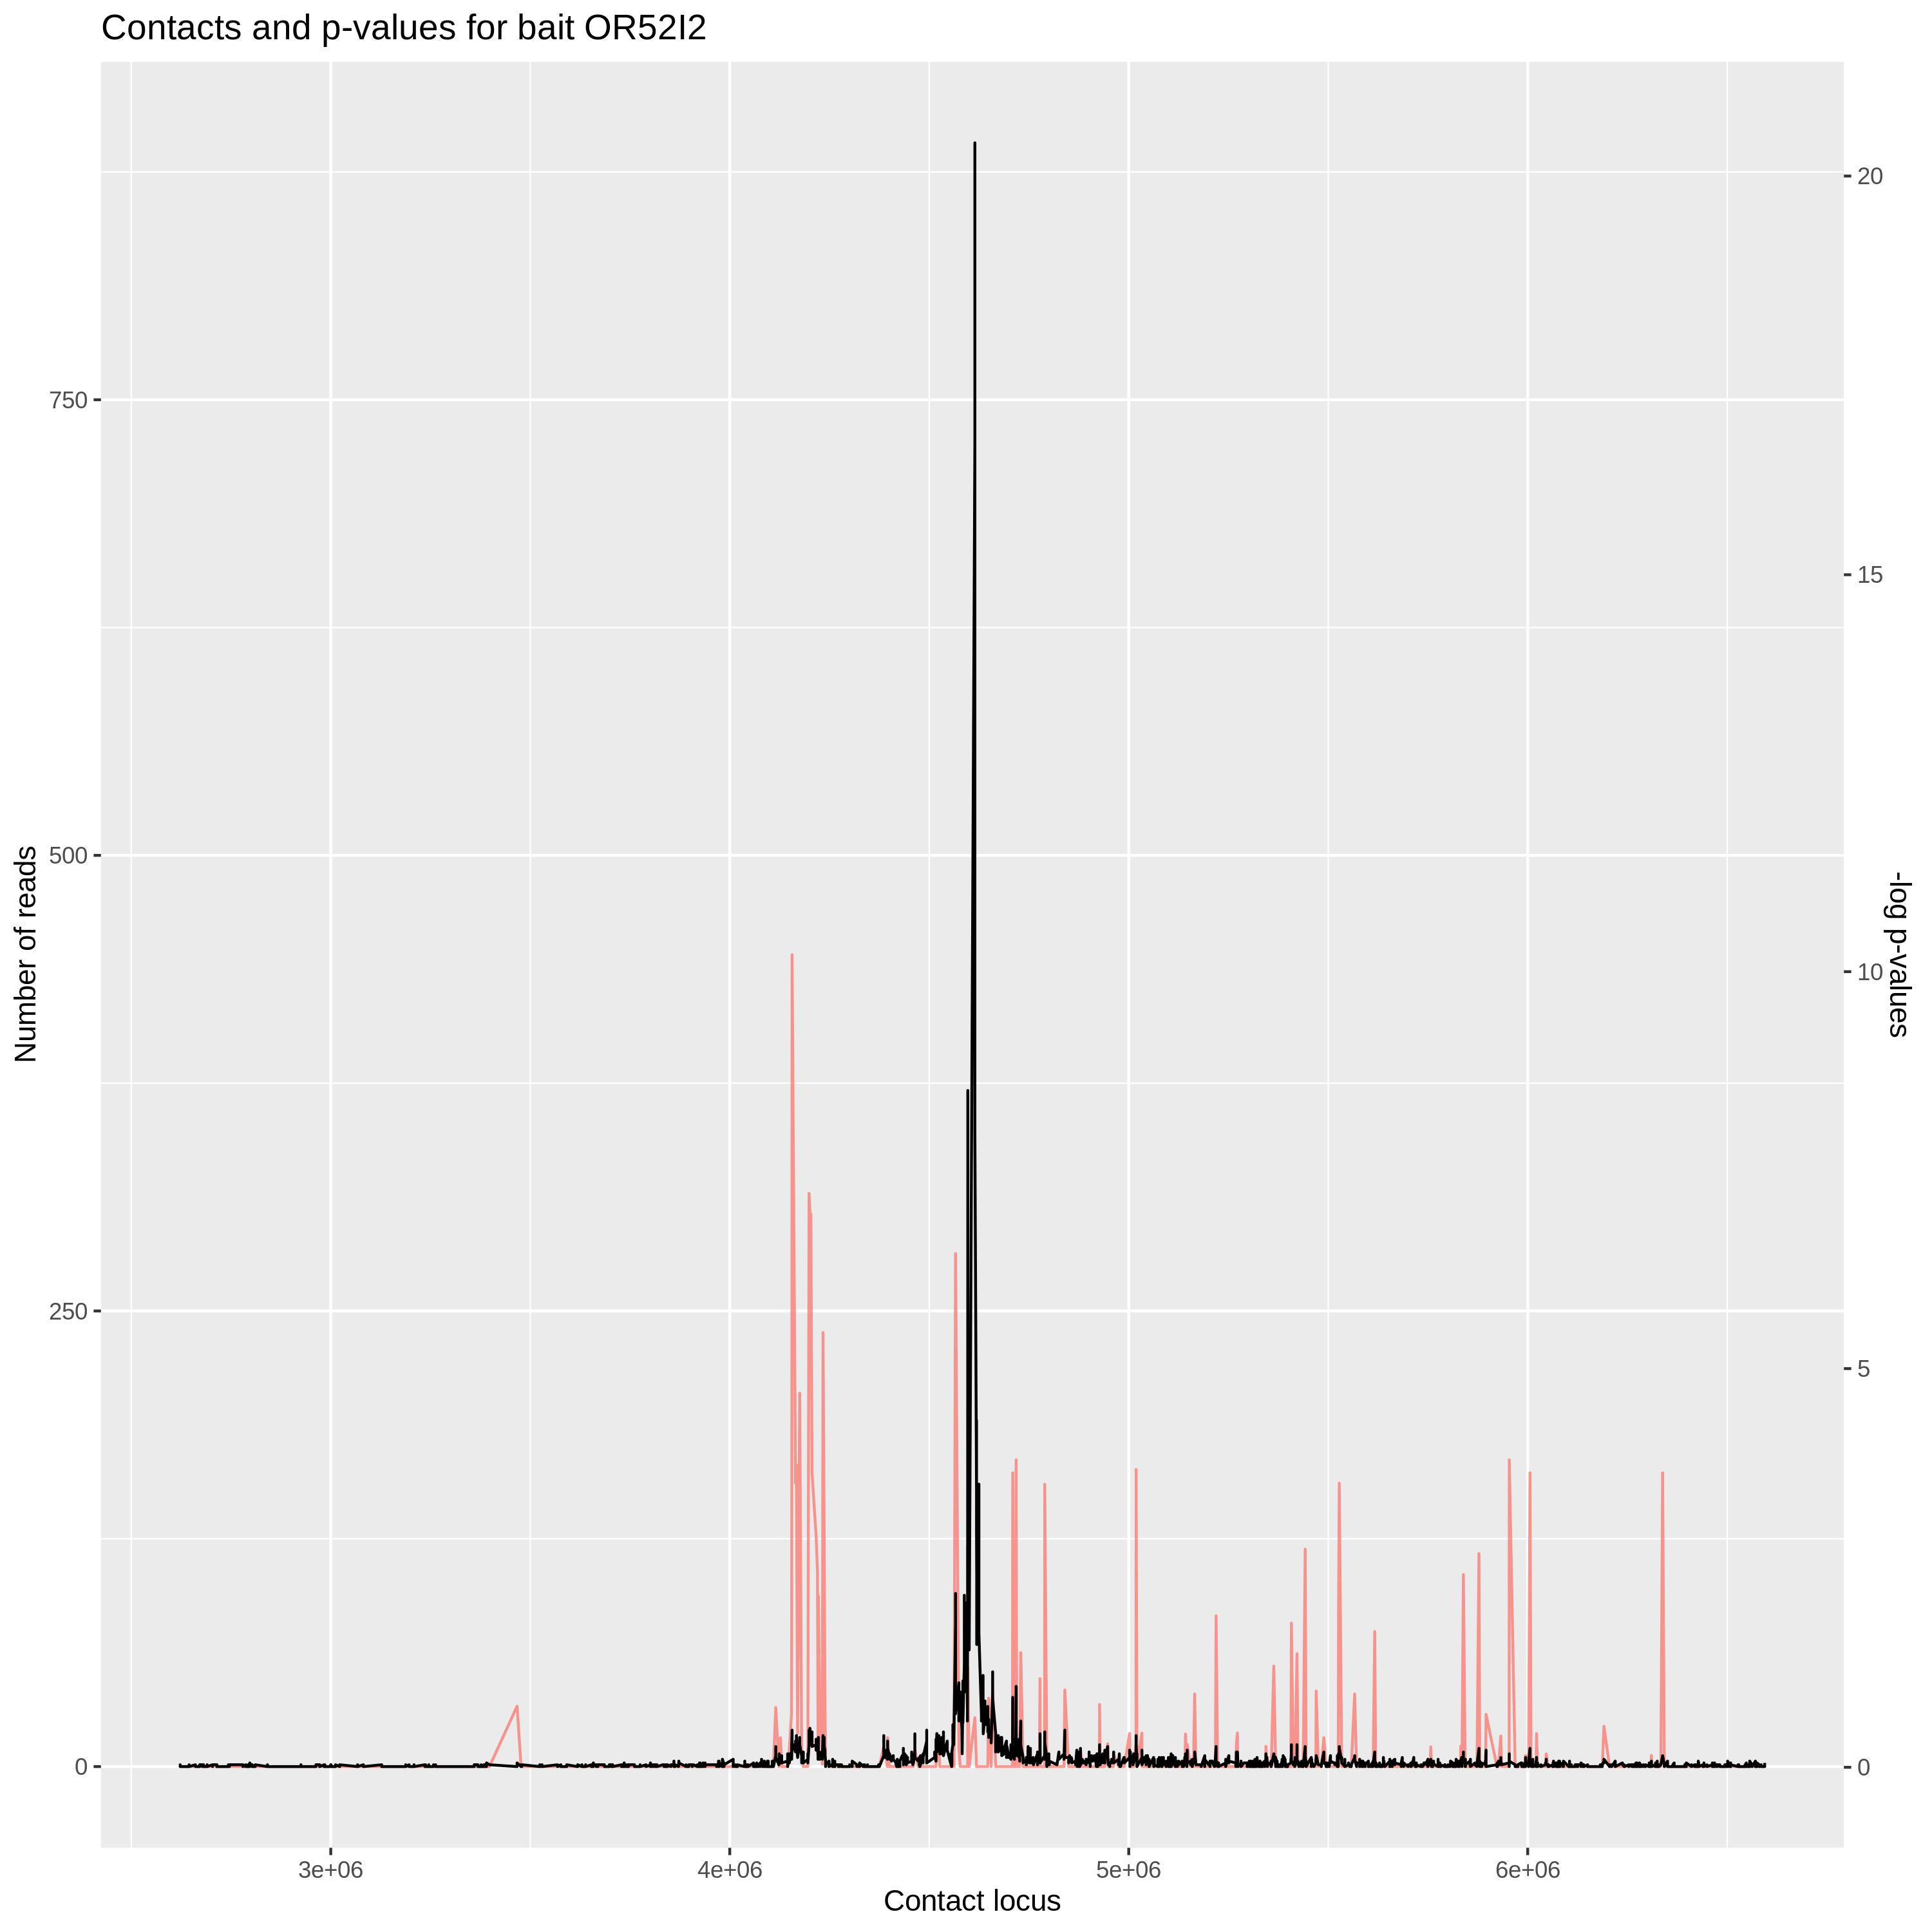 Contacts and p-values for bait OR52I2
Number of reads
750
500
250
0
20
15
10
5
0
-log p-values
3e+06
4e+06
5e+06
6e+06
Contact locus